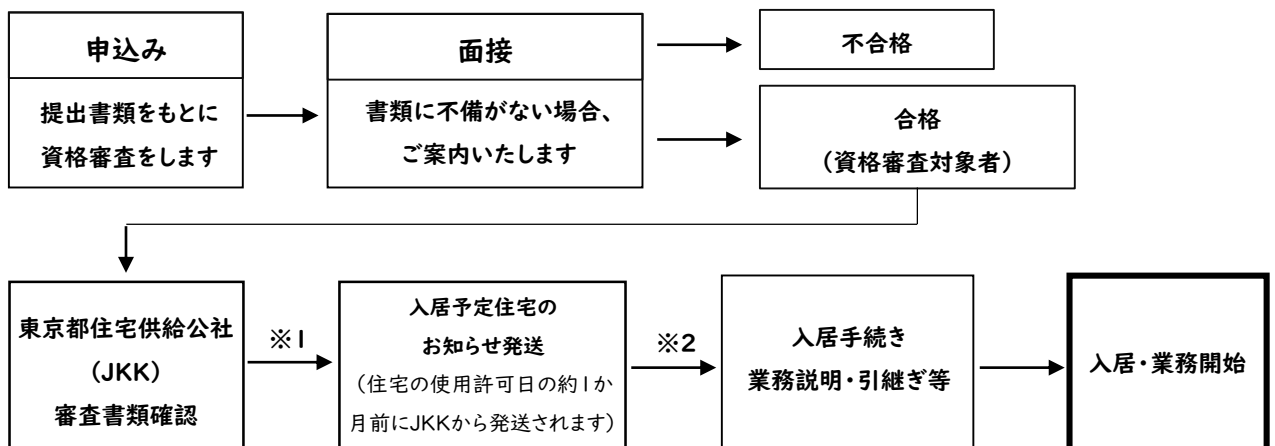 申込み
提出書類をもとに
資格審査をします
面接
書類に不備がない場合、
ご案内いたします
不合格
合格
（資格審査対象者）
東京都住宅供給公社
（JKK）
審査書類確認
※1
入居予定住宅の
お知らせ発送
（住宅の使用許可日の約1か
月前にJKKから発送されます）
※2
入居手続き
業務説明・引継ぎ等
入居・業務開始